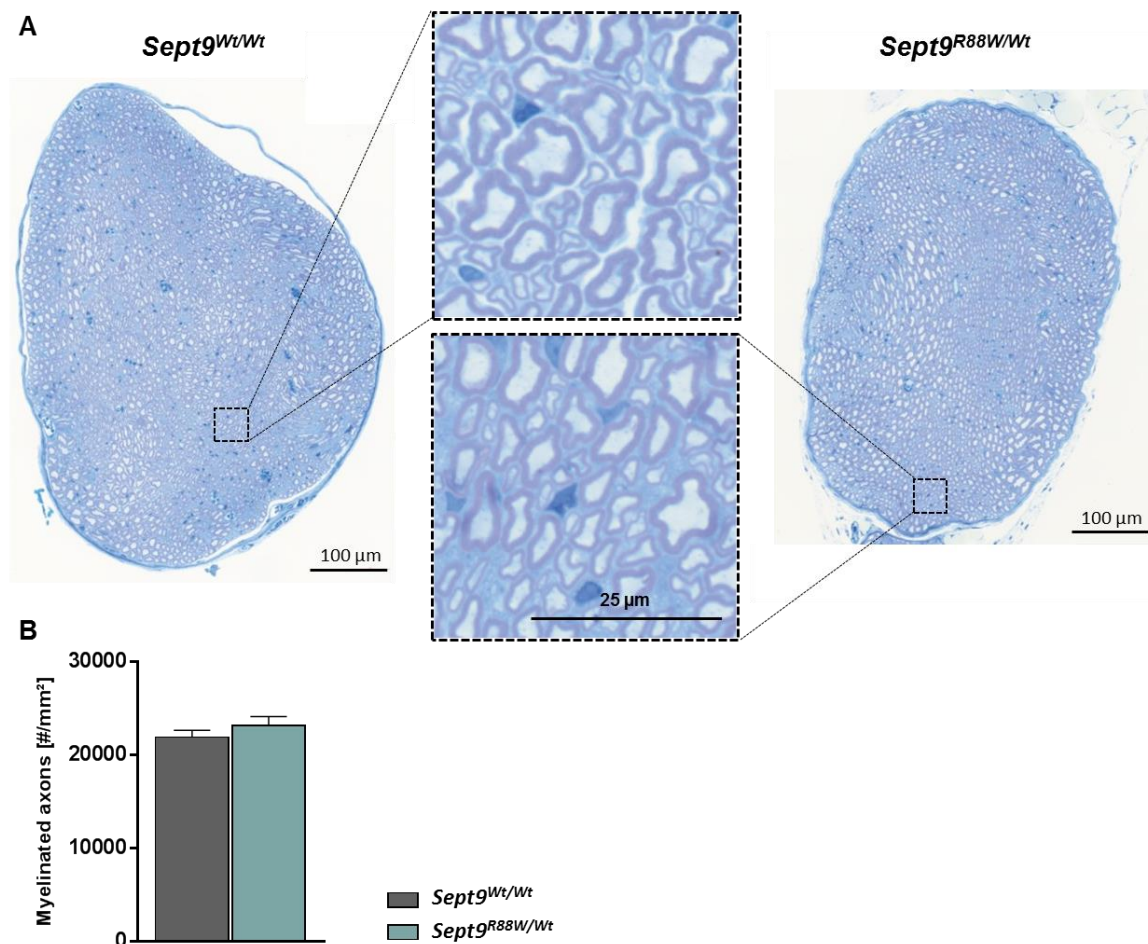 A
Sept9Wt/Wt
Sept9R88W/Wt
100 µm
100 µm
25 µm
B
30000
20000
10000
0
Myelinated axons [#/mm²]
Sept9Wt/Wt
Sept9R88W/Wt